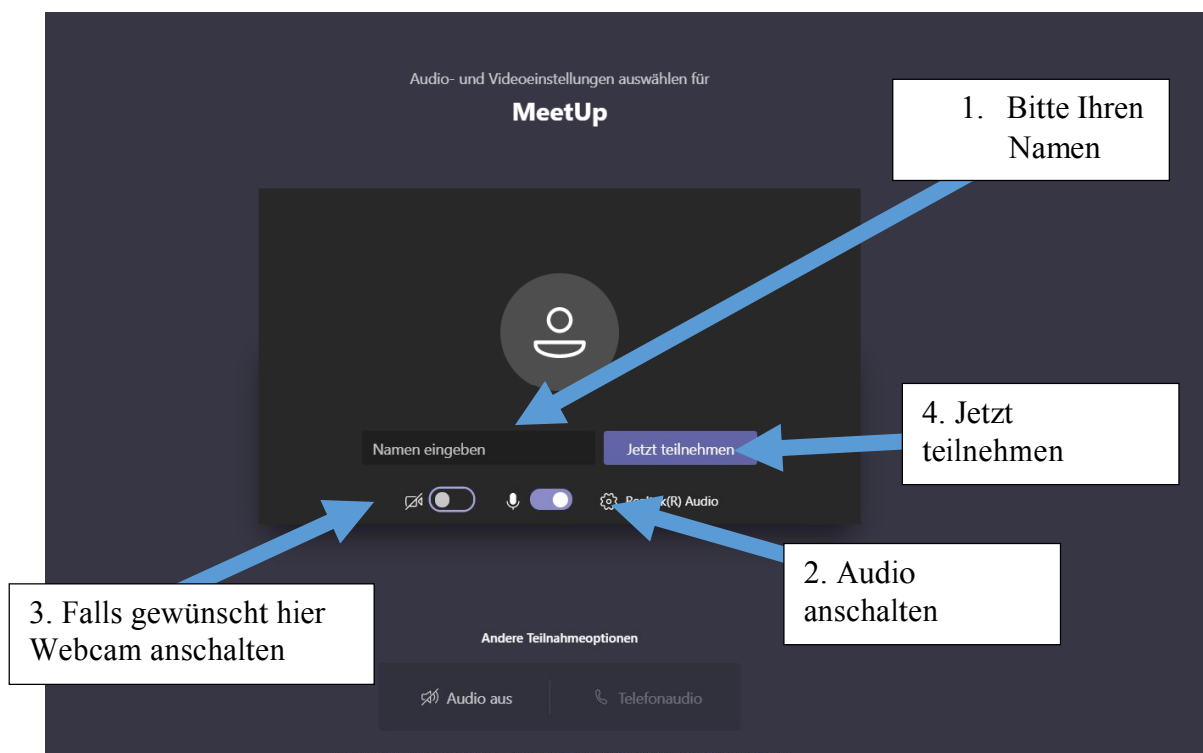 Audio- und Videoeinstellungen auswählen für
MeetUp
1. Bitte Ihren
Namen
Namen eingeben
Jetzt teilnehmen
4. Jetzt
teilnehmen
(R) Audio
2. Audio
anschalten
3. Falls gewünscht hier
Webcam anschalten
Andere Teilnahmeoptionen
Audio aus
Telefonaudio